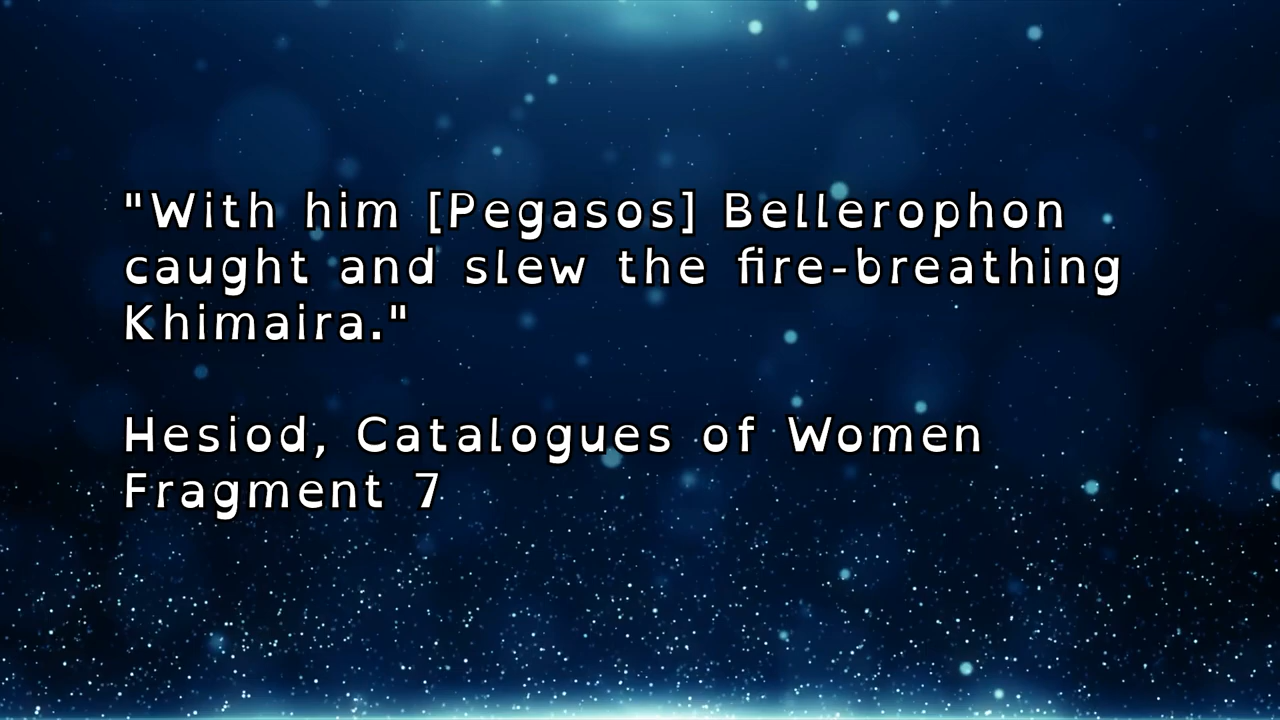 "With him [Pegasos] Bellerophon
caught and slew the fire-breathing
Khimaira."
Hesiod, Catalogues of Women
Fragment 7